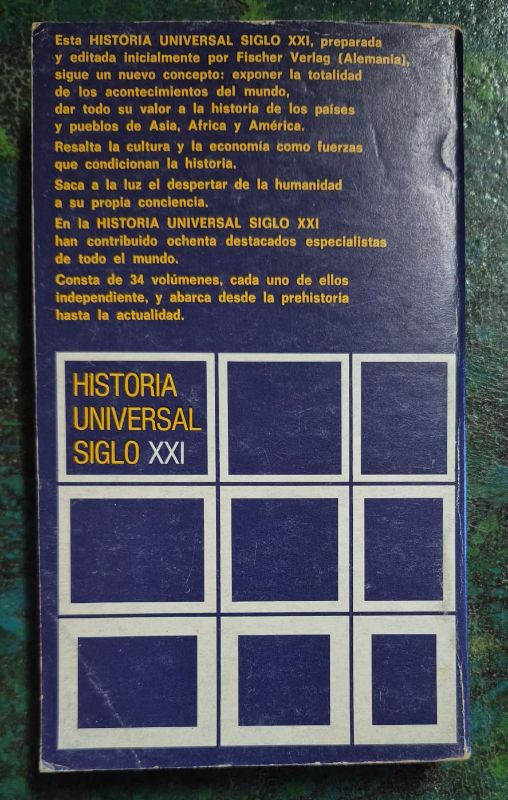 Esta HISTORIA UNIVERSAL SIGLO XXI, preparada
y editada inicialmente por Fischer Verlag (Alemania),
sigue un nuevo concepto: exponer la totalidad
de los acontecimientos del mundo,
dar todo su valor a la historia de los países
y pueblos de Asia, Africa y América.
Resalta la cultura y la economía como fuerzas
que condicionan la historia.
Saca a la luz el despertar de la humanidad
a su propia conciencia.
En la HISTORIA UNIVERSAL SIGLO XXI
han contribuido ochenta destacados especialistas
de todo el mundo.
Consta de 34 volúmenes, cada uno de ellos
independiente, y abarca desde la prehistoria
hasta la actualidad.
HISTORIA
UNIVERSAL
SIGLO XXI